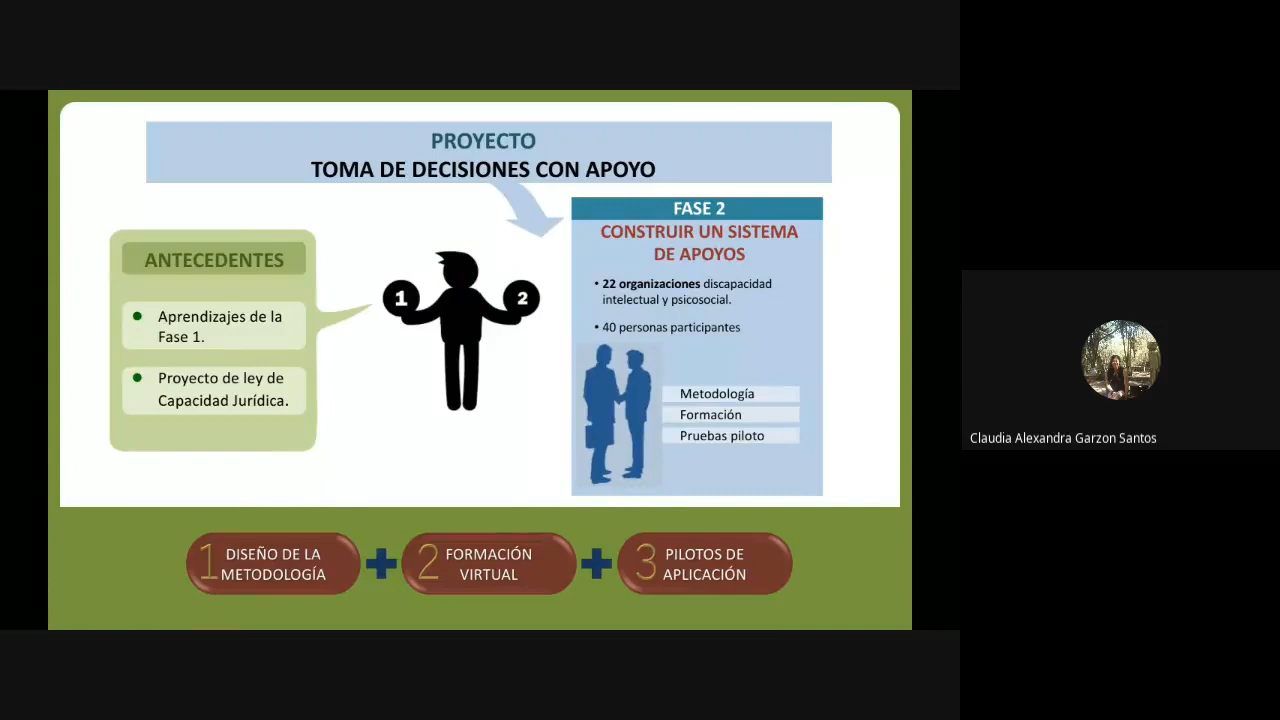 PROYECTO
TOMA DE DECISIONES CON APOYO
ANTECEDENTES
● Aprendizajes de la
Fase 1.
● Proyecto de ley de
Capacidad Jurídica.
1
2
FASE 2
CONSTRUIR UN SISTEMA
DE APOYOS
• 22 organizaciones discapacidad
intelectual y psicosocial.
• 40 personas participantes
Metodología
Formación
Pruebas piloto
1 DISEÑO DE LA
METODOLOGÍA
2 FORMACIÓN
VIRTUAL
3 PILOTOS DE
APLICACIÓN
Claudia Alexandra Garzon Santos